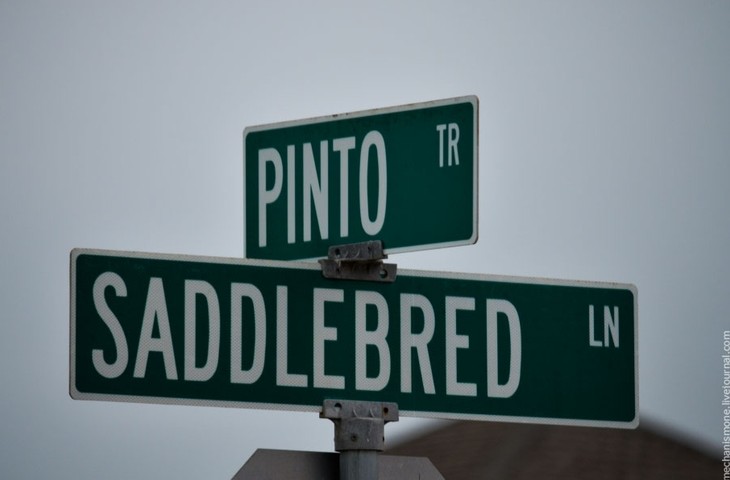 PINTO TR
SADDLEBRED LN
mechanismone.livejournal.com